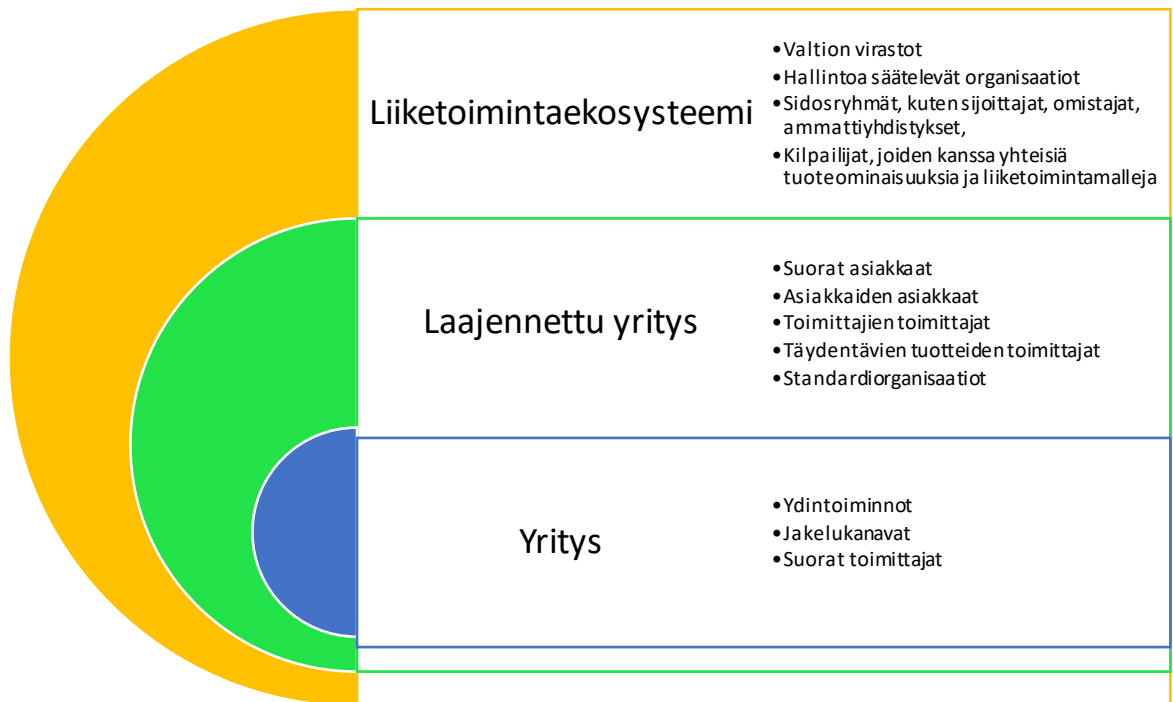 Liiketoimintaekosysteemi
•Valtion virastot
•Hallintoa säätelevät organisaatiot
•Sidosryhmät, kuten sijoittajat, omistajat,
ammattiyhdistykset,
•Kilpailijat, joiden kanssa yhteisiä
tuoteominaisuuksia ja liiketoimintamalleja
Laajennettu yritys
•Suorat asiakkaat
•Asiakkaiden asiakkaat
•Toimittajien toimittajat
•Täydentävien tuotteiden toimittajat
•Standardiorganisaatiot
Yritys
•Ydintoiminnot
•Jakelukanavat
•Suorat toimittajat